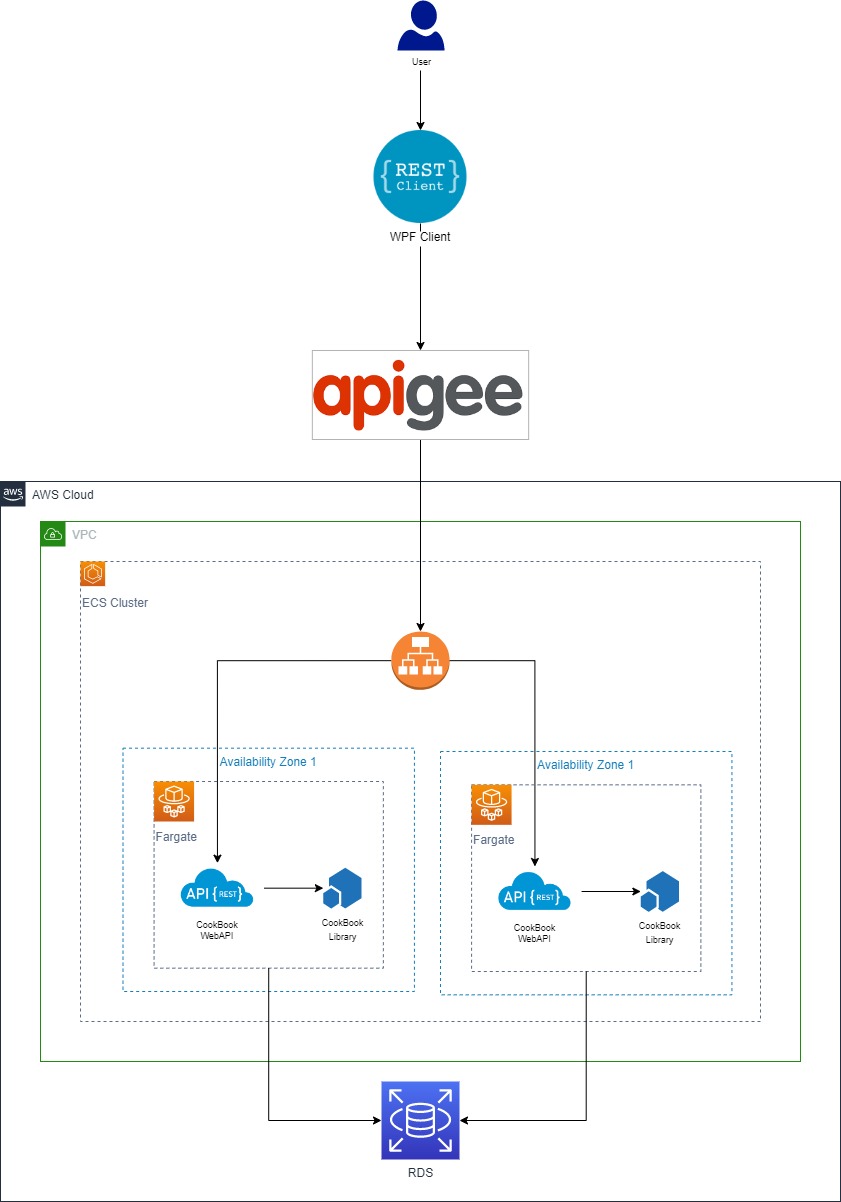 User
{REST}
Client
WPF Client
apigee
aws
AWS Cloud
VPC
ECS Cluster
Availability Zone 1
Availability Zone 1
Fargate
Fargate
API {REST}
API {REST}
CookBook
WebAPI
CookBook
Library
CookBook
WebAPI
CookBook
Library
RDS